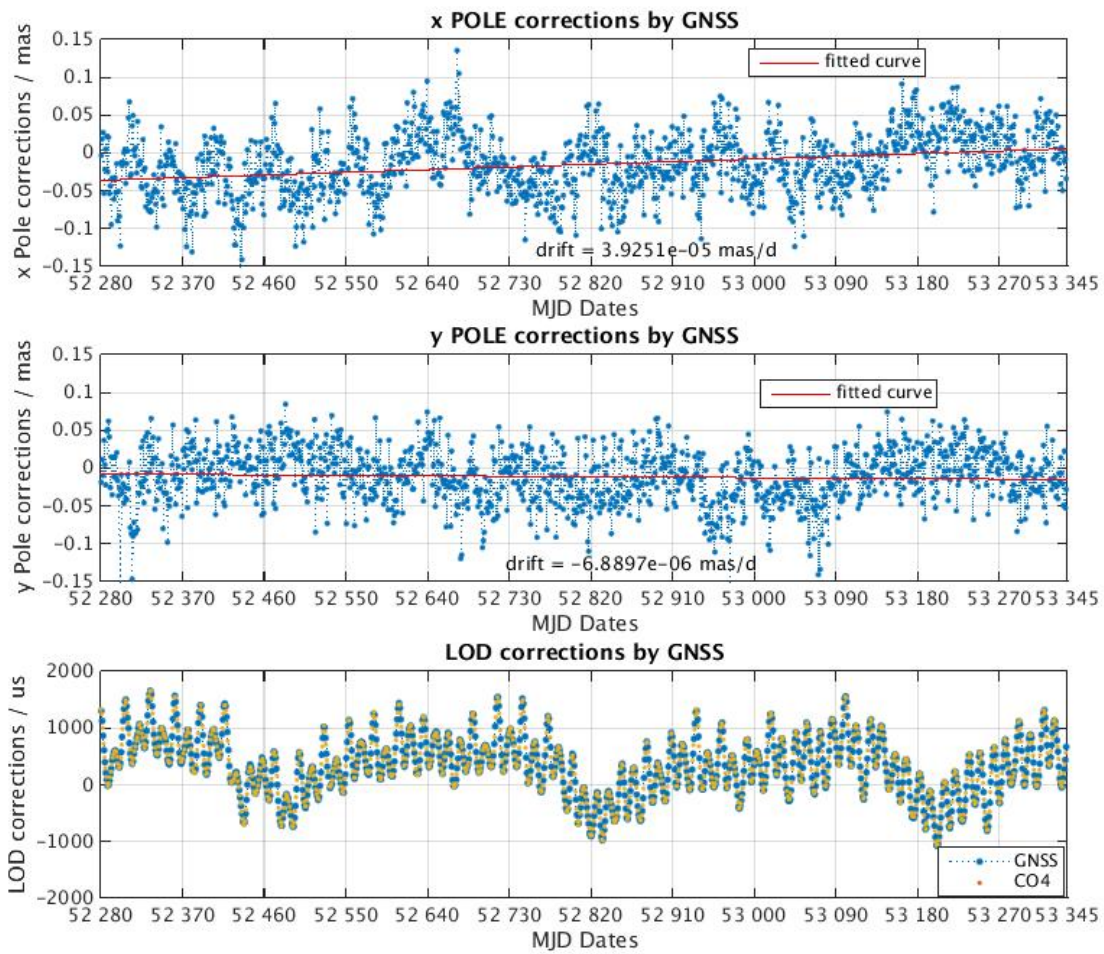 x POLE corrections by GNSS
x Pole corrections / mas
0.15
0.1
0.05
0
−0.05
−0.1
−0.15
fitted curve
drift = 3.9251e-05 mas/d
52 280 52 370 52 460 52 550 52 640 52 730 52 820 52 910 53 000 53 090 53 180 53 270 53 345
MJD Dates
y POLE corrections by GNSS
y Pole corrections / mas
0.15
0.1
0.05
0
−0.05
−0.1
−0.15
fitted curve
drift = −6.8897e-06 mas/d
52 280 52 370 52 460 52 550 52 640 52 730 52 820 52 910 53 000 53 090 53 180 53 270 53 345
MJD Dates
LOD corrections by GNSS
LOD corrections / us
2000
1000
0
−1000
−2000
GNSS
CO4
52 280 52 370 52 460 52 550 52 640 52 730 52 820 52 910 53 000 53 090 53 180 53 270 53 345
MJD Dates